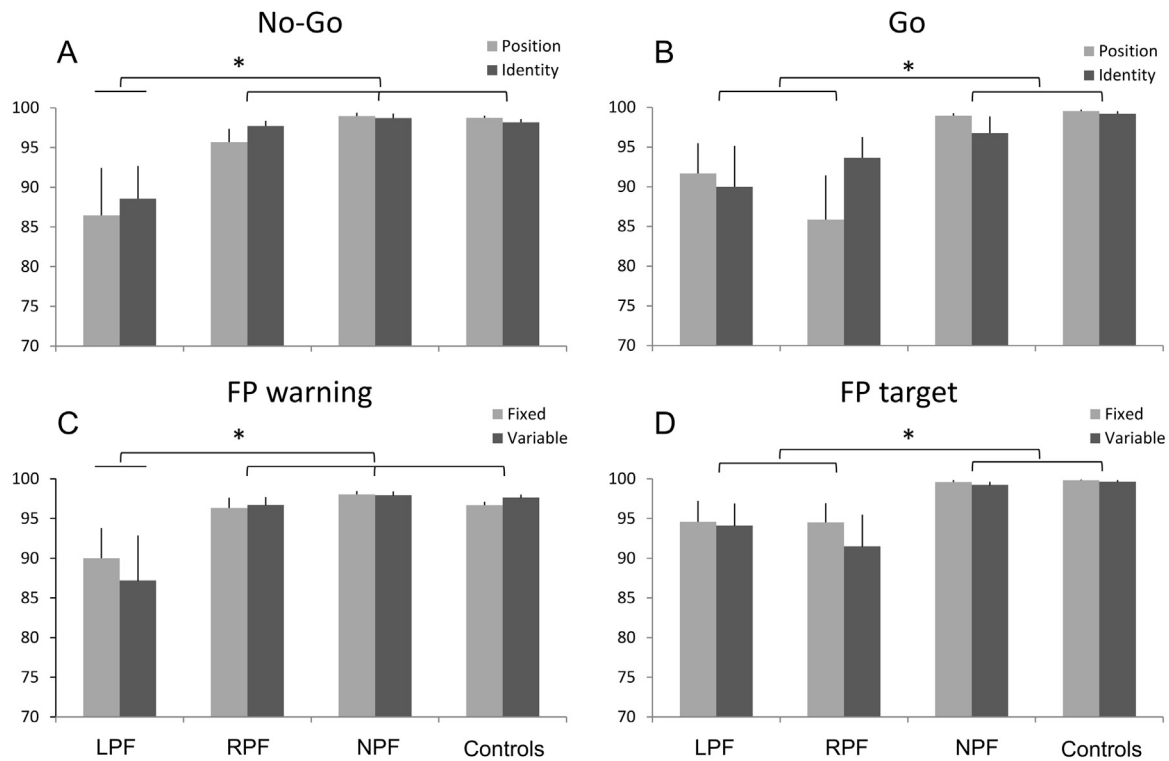 No-Go
A
*
Position
Identity
100
95
90
85
80
75
70
Go
B
*
Position
Identity
100
95
90
85
80
75
70
FP warning
C
*
Fixed
Variable
100
95
90
85
80
75
70
LPF RPF NPF Controls
FP target
D
*
Fixed
Variable
100
95
90
85
80
75
70
LPF RPF NPF Controls